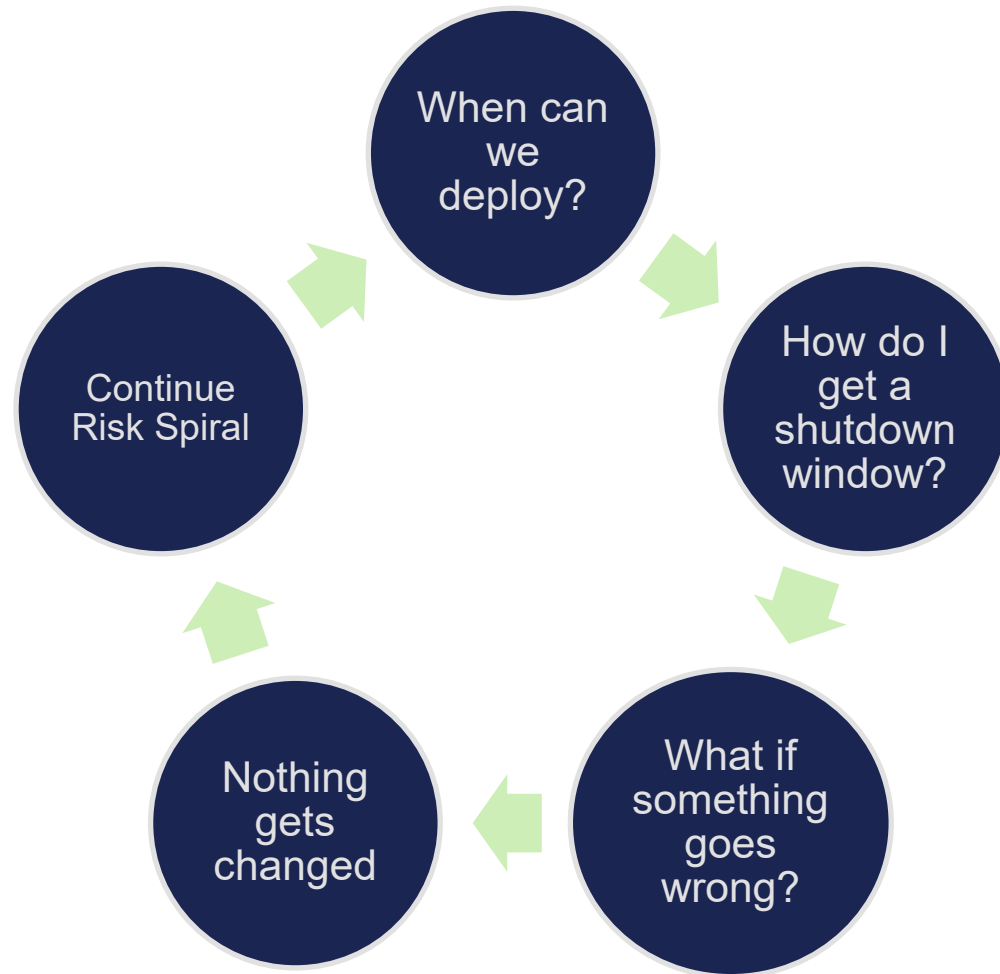 When can
we
deploy?
How do I
get a
shutdown
window?
What if
something
goes
wrong?
Nothing
gets
changed
Continue
Risk Spiral